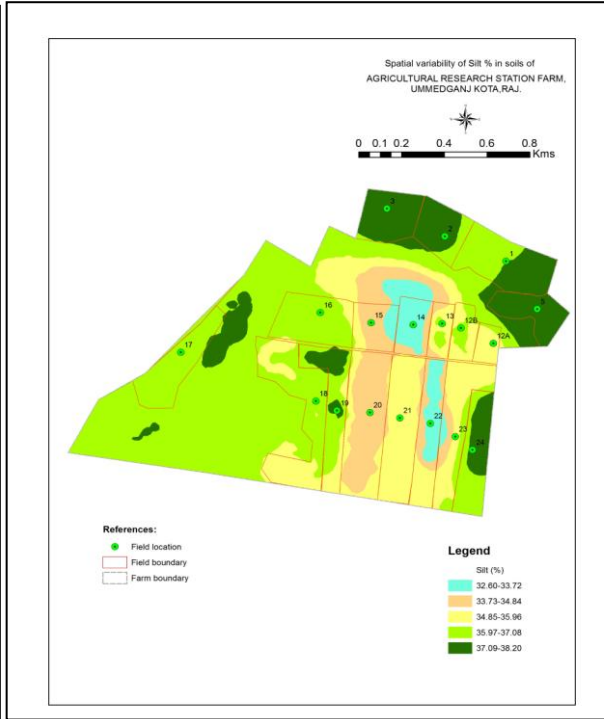 Spatial variability of Silt % in soils of
AGRICULTURAL RESEARCH STATION FARM,
UMMEDGANJ KOTA,RAJ.
0 0.1 0.2 0.4 0.6 0.8
Kms
3
2
1
5
16
15
14
13
12B
12A
17
18
19
20
21
22
23
24
References:
Field location
Field boundary
Farm boundary
Legend
Silt (%)
32.60-33.72
33.73-34.84
34.85-35.96
35.97-37.08
37.09-38.20